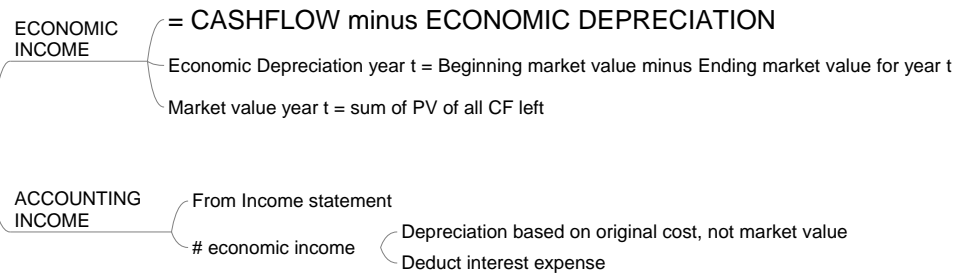 ECONOMIC
INCOME
= CASHFLOW minus ECONOMIC DEPRECIATION
Economic Depreciation year t = Beginning market value minus Ending market value for year t
Market value year t = sum of PV of all CF left
ACCOUNTING
INCOME
From Income statement
# economic income
Depreciation based on original cost, not market value
Deduct interest expense